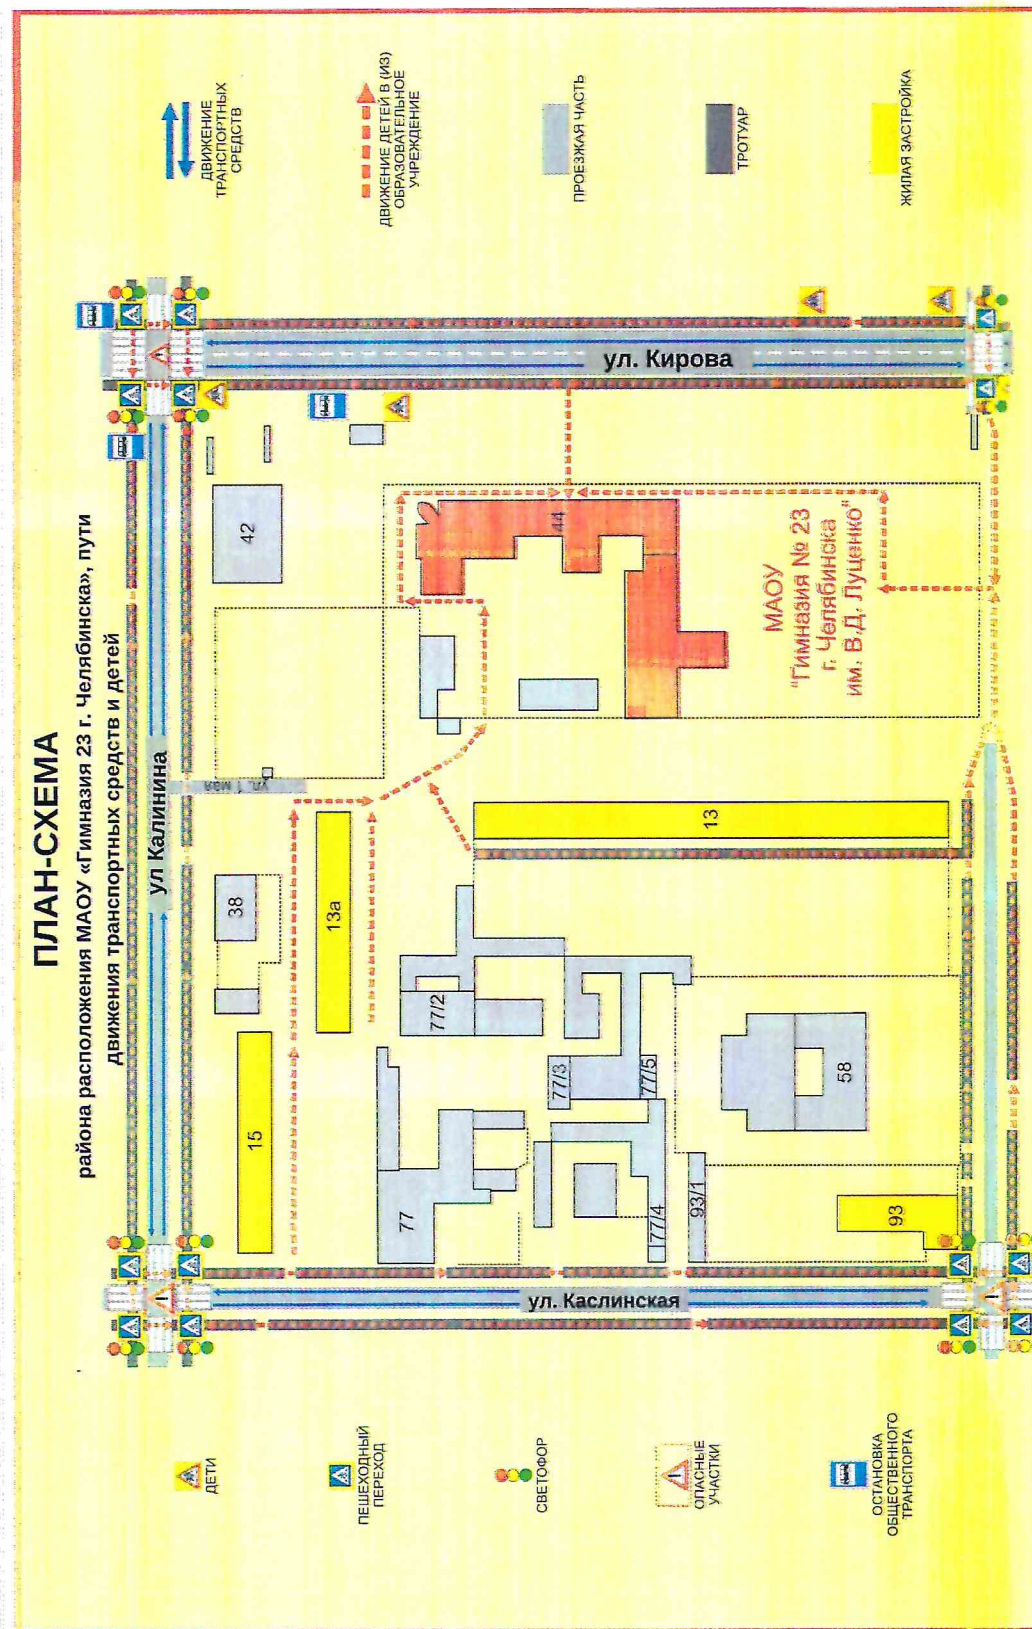 ПЛАН-СХЕМА
района расположения МАОУ «Гимназия 23 г. Челябинска», пути
движения транспортных средств и детей
ул Калинина
ул. 1 мая
ул. Кирова
ул. Каслинская
15
38
42
13а
13
77
77/2
77/3
77/5
77/4
93/1
93
58
44
МАОУ
"Гимназия № 23
г. Челябинска
им. В.Д. Луценко"
ДЕТИ
ПЕШЕХОДНЫЙ
ПЕРЕХОД
СВЕТОФОР
ОПАСНЫЕ
УЧАСТКИ
ОСТАНОВКА
ОБЩЕСТВЕННОГО
ТРАНСПОРТА
ДВИЖЕНИЕ
ТРАНСПОРТНЫХ
СРЕДСТВ
ДВИЖЕНИЕ ДЕТЕЙ В (ИЗ)
ОБРАЗОВАТЕЛЬНОЕ
УЧРЕЖДЕНИЕ
ПРОЕЗЖАЯ ЧАСТЬ
ТРОТУАР
ЖИЛАЯ ЗАСТРОЙКА